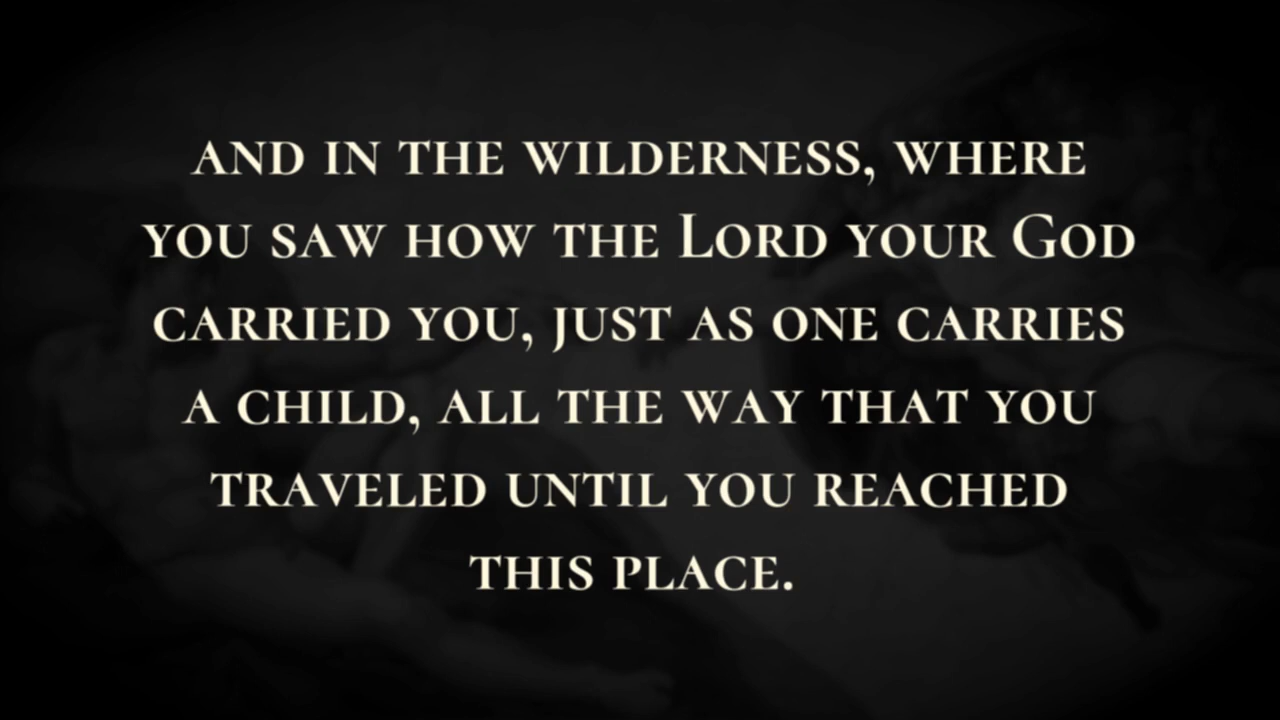 and in the wilderness, where
you saw how the Lord your God
carried you, just as one carries
a child, all the way that you
traveled until you reached
this place.